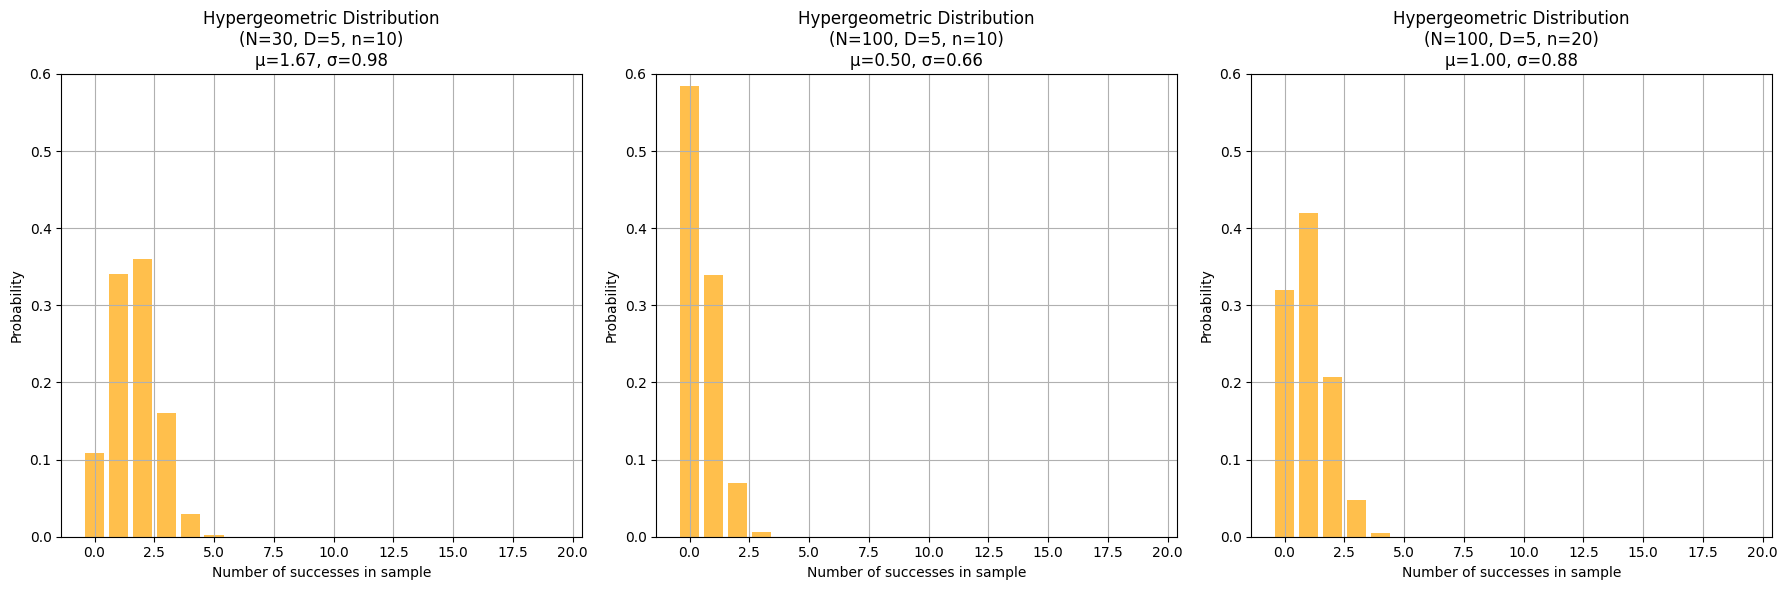 Hypergeometric Distribution
(N=30, D=5, n=10)
μ=1.67, σ=0.98
0.6
0.5
0.4
0.3
0.2
0.1
0.0
Probability
0.0 2.5 5.0 7.5 10.0 12.5 15.0 17.5 20.0
Number of successes in sample
Hypergeometric Distribution
(N=100, D=5, n=10)
μ=0.50, σ=0.66
0.6
0.5
0.4
0.3
0.2
0.1
0.0
Probability
0.0 2.5 5.0 7.5 10.0 12.5 15.0 17.5 20.0
Number of successes in sample
Hypergeometric Distribution
(N=100, D=5, n=20)
μ=1.00, σ=0.88
0.6
0.5
0.4
0.3
0.2
0.1
0.0
Probability
0.0 2.5 5.0 7.5 10.0 12.5 15.0 17.5 20.0
Number of successes in sample